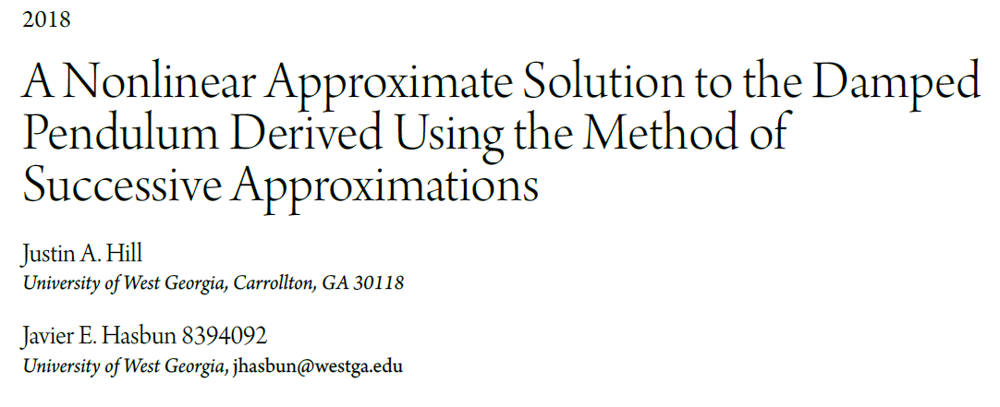 2018
A Nonlinear Approximate Solution to the Damped
Pendulum Derived Using the Method of
Successive Approximations
Justin A. Hill
University of West Georgia, Carrollton, GA 30118
Javier E. Hasbun 8394092
University of West Georgia, jhasbun@westga.edu